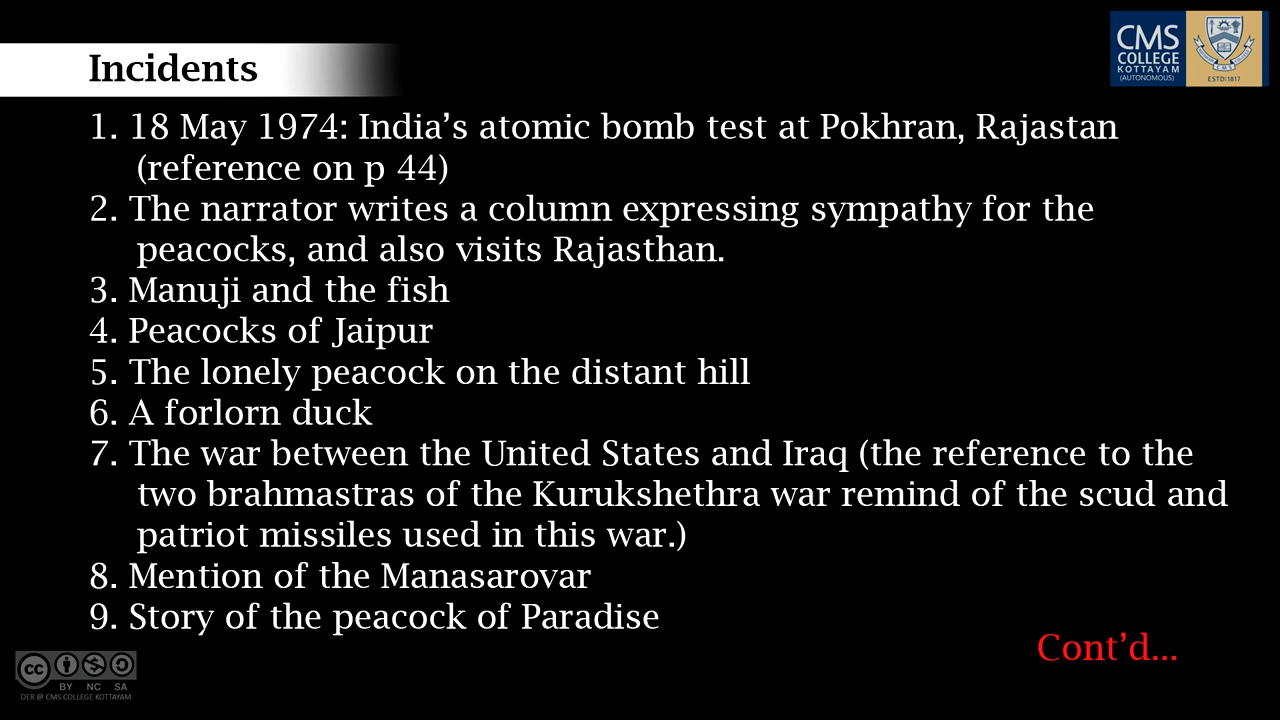 Incidents
CMS
COLLEGE
KOTTAYAM
(AUTONOMOUS)
ESTD:1817
1. 18 May 1974: India’s atomic bomb test at Pokhran, Rajastan
(reference on p 44)
2. The narrator writes a column expressing sympathy for the
peacocks, and also visits Rajasthan.
3. Manuji and the fish
4. Peacocks of Jaipur
5. The lonely peacock on the distant hill
6. A forlorn duck
7. The war between the United States and Iraq (the reference to the
two brahmastras of the Kurukshethra war remind of the scud and
patriot missiles used in this war.)
8. Mention of the Manasarovar
9. Story of the peacock of Paradise
Cont’d...
cc
BY NC SA
OER @ CMS COLLEGE KOTTAYAM